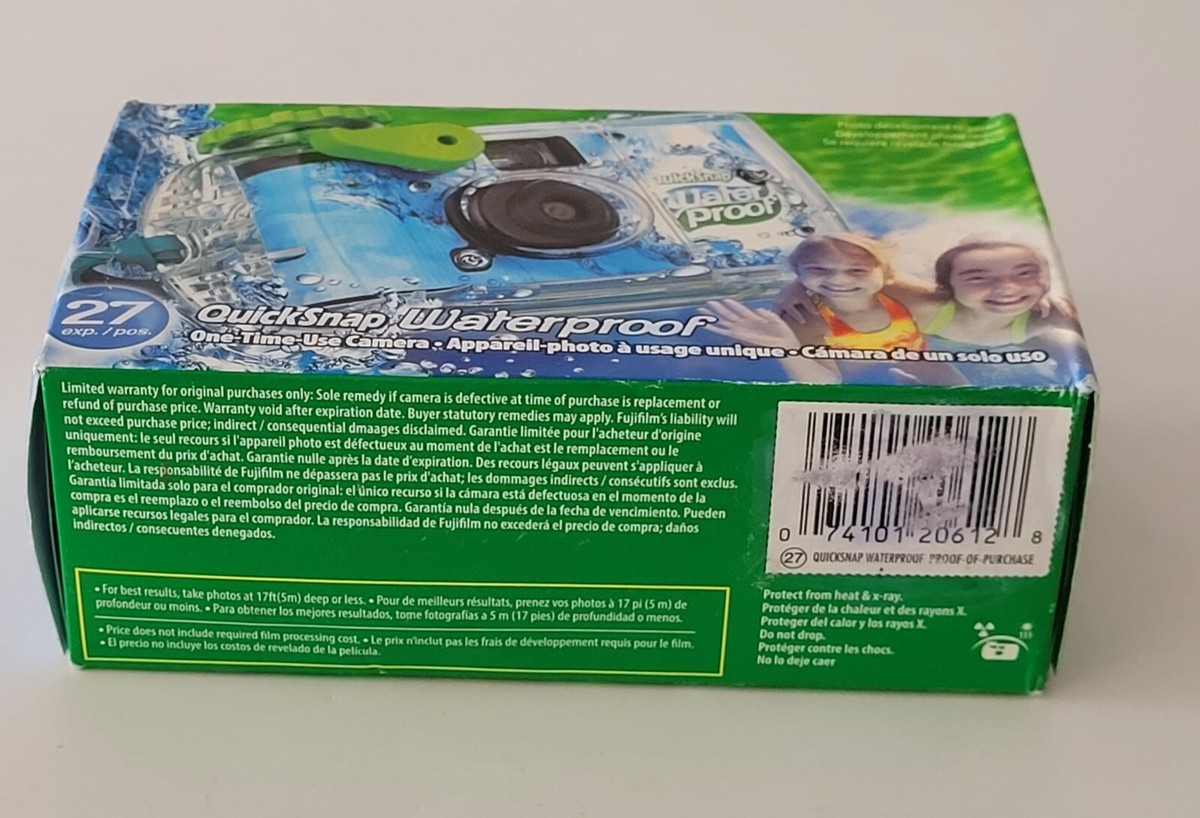 Photo development
Développement photo
Se requiere revelado
QuickSnap
Water
Proof
27
exp. / pos.
QuickSnap Waterproof
One-Time-Use Camera • Appareil-photo à usage unique • Cámara de un solo uso
Limited warranty for original purchases only: Sole remedy if camera is defective at time of purchase is replacement or
refund of purchase price. Warranty void after expiration date. Buyer statutory remedies may apply. Fujifilm's liability will
not exceed purchase price; indirect / consequential dmaages disclaimed. Garantie limitée pour l'acheteur d'origine
uniquement: le seul recours si l'appareil photo est défectueux au moment de l'achat est le remplacement ou le
remboursement du prix d'achat. Garantie nulle après la date d'expiration. Des recours légaux peuvent s'appliquer à
l'acheteur. La responsabilité de Fujifilm ne dépassera pas le prix d'achat; les dommages indirects / consécutifs sont exclus.
Garantía limitada solo para el comprador original: el único recurso si la cámara está defectuosa en el momento de la
compra es el reemplazo o el reembolso del precio de compra. Garantía nula después de la fecha de vencimiento. Pueden
aplicarse recursos legales para el comprador. La responsabilidad de Fujifilm no excederá el precio de compra; daños
indirectos / consecuentes denegados.
• For best results, take photos at 17ft(5m) deep or less. • Pour de meilleurs résultats, prenez vos photos à 17 pi (5 m) de
profondeur ou moins. • Para obtener los mejores resultados, tome fotografías a 5 m (17 pies) de profundidad o menos.
• Price does not include required film processing cost. • Le prix n'inclut pas les frais de développement requis pour le film.
• El precio no incluye los costos de revelado de la película.
0 74101 20612 8
27 QUICKSNAP WATERPROOF PROOF-OF-PURCHASE
Protect from heat & x-ray.
Protéger de la chaleur et des rayons X.
Proteger del calor y los rayos X.
Do not drop.
Protéger contre les chocs.
No lo deje caer